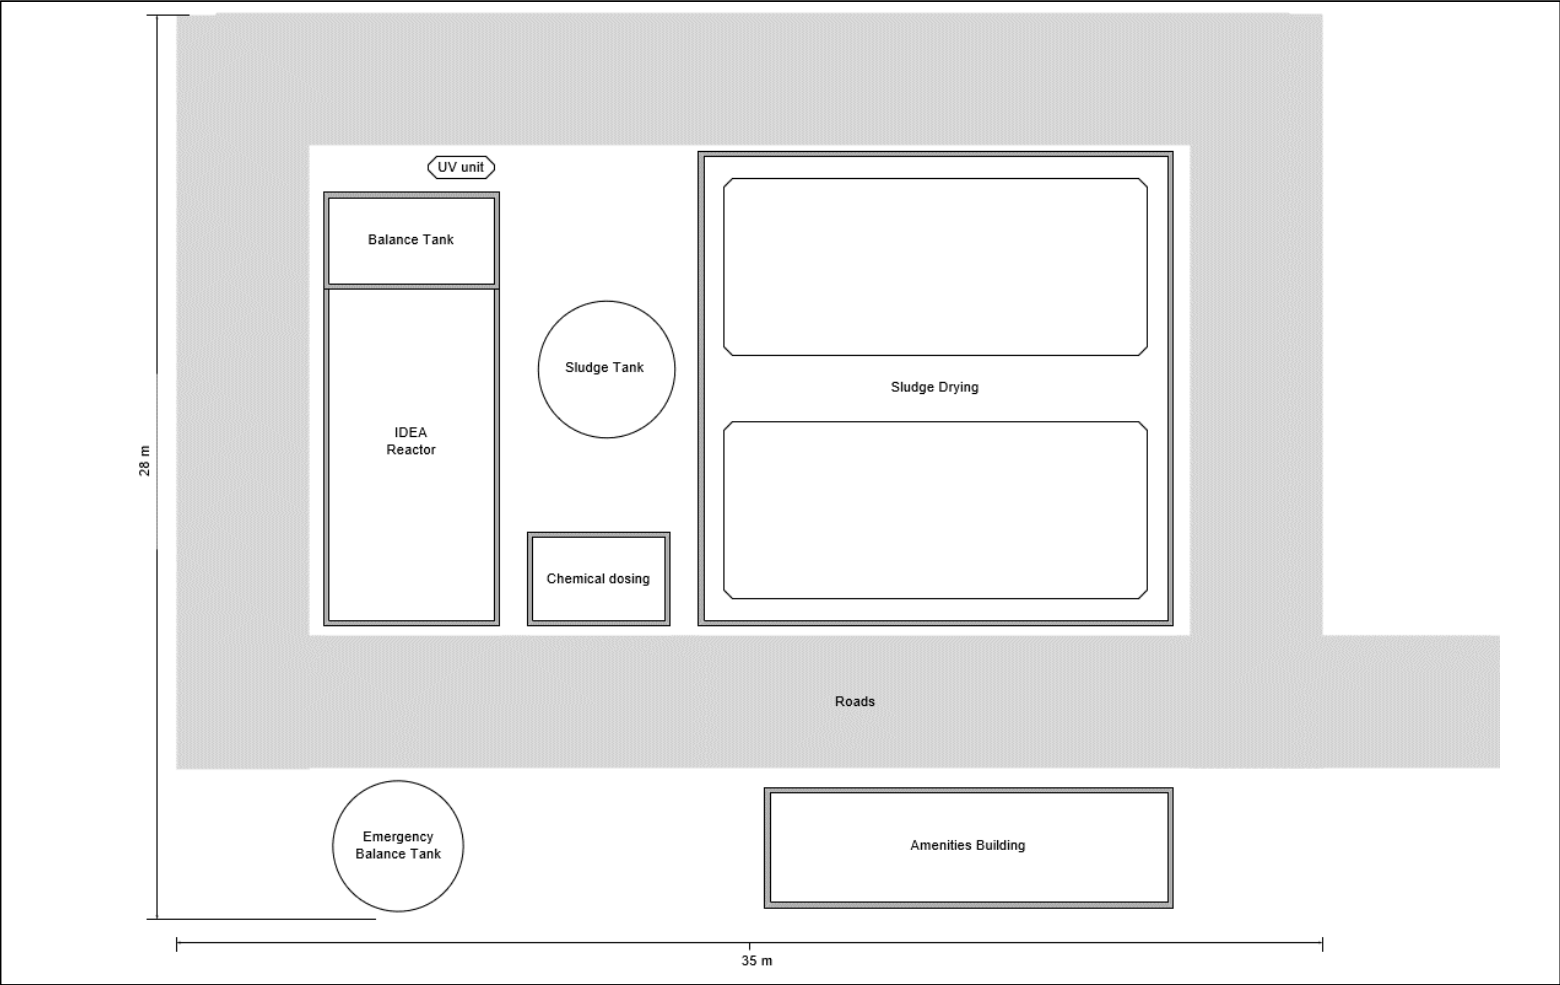 UV unit
Balance Tank
Sludge Tank
Sludge Drying
IDEA
Reactor
28 m
Chemical dosing
Roads
Emergency
Balance Tank
Amenities Building
35 m